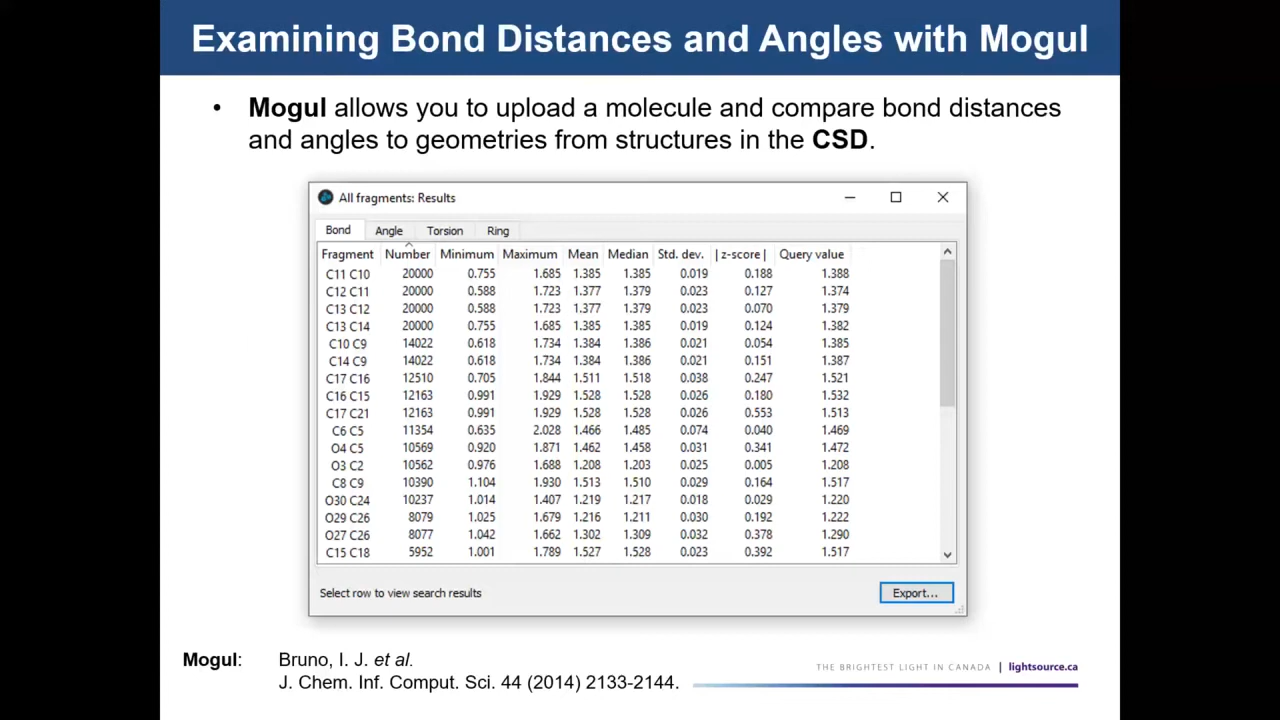 Examining Bond Distances and Angles with Mogul
• Mogul allows you to upload a molecule and compare bond distances
and angles to geometries from structures in the CSD.
All fragments: Results
Bond Angle Torsion Ring
Fragment Number Minimum Maximum Mean Median Std. dev. | z-score | Query value
C11 C10 20000 0.755 1.685 1.385 1.385 0.019 0.188 1.388
C12 C11 20000 0.588 1.723 1.377 1.379 0.023 0.127 1.374
C13 C12 20000 0.588 1.723 1.377 1.379 0.023 0.070 1.379
C13 C14 20000 0.755 1.685 1.385 1.385 0.019 0.124 1.382
C10 C9 14022 0.618 1.734 1.384 1.386 0.021 0.054 1.385
C14 C9 14022 0.618 1.734 1.384 1.386 0.021 0.151 1.387
C17 C16 12510 0.705 1.844 1.511 1.518 0.038 0.247 1.521
C16 C15 12163 0.991 1.929 1.528 1.528 0.026 0.180 1.532
C17 C21 12163 0.991 1.929 1.528 1.528 0.026 0.553 1.513
C6 C5 11354 0.635 2.028 1.466 1.485 0.074 0.040 1.469
O4 C5 10569 0.920 1.871 1.462 1.458 0.031 0.341 1.472
O3 C2 10562 0.976 1.688 1.208 1.203 0.025 0.005 1.208
C8 C9 10390 1.104 1.930 1.513 1.510 0.029 0.164 1.517
O30 C24 10237 1.014 1.407 1.219 1.217 0.018 0.029 1.220
O29 C26 8079 1.025 1.679 1.216 1.211 0.030 0.192 1.222
O27 C26 8077 1.042 1.662 1.302 1.309 0.032 0.378 1.290
C15 C18 5952 1.001 1.789 1.527 1.528 0.023 0.392 1.517
Select row to view search results
Export...
Mogul: Bruno, I. J. et al.
J. Chem. Inf. Comput. Sci. 44 (2014) 2133-2144.
THE BRIGHTEST LIGHT IN CANADA | lightsource.ca